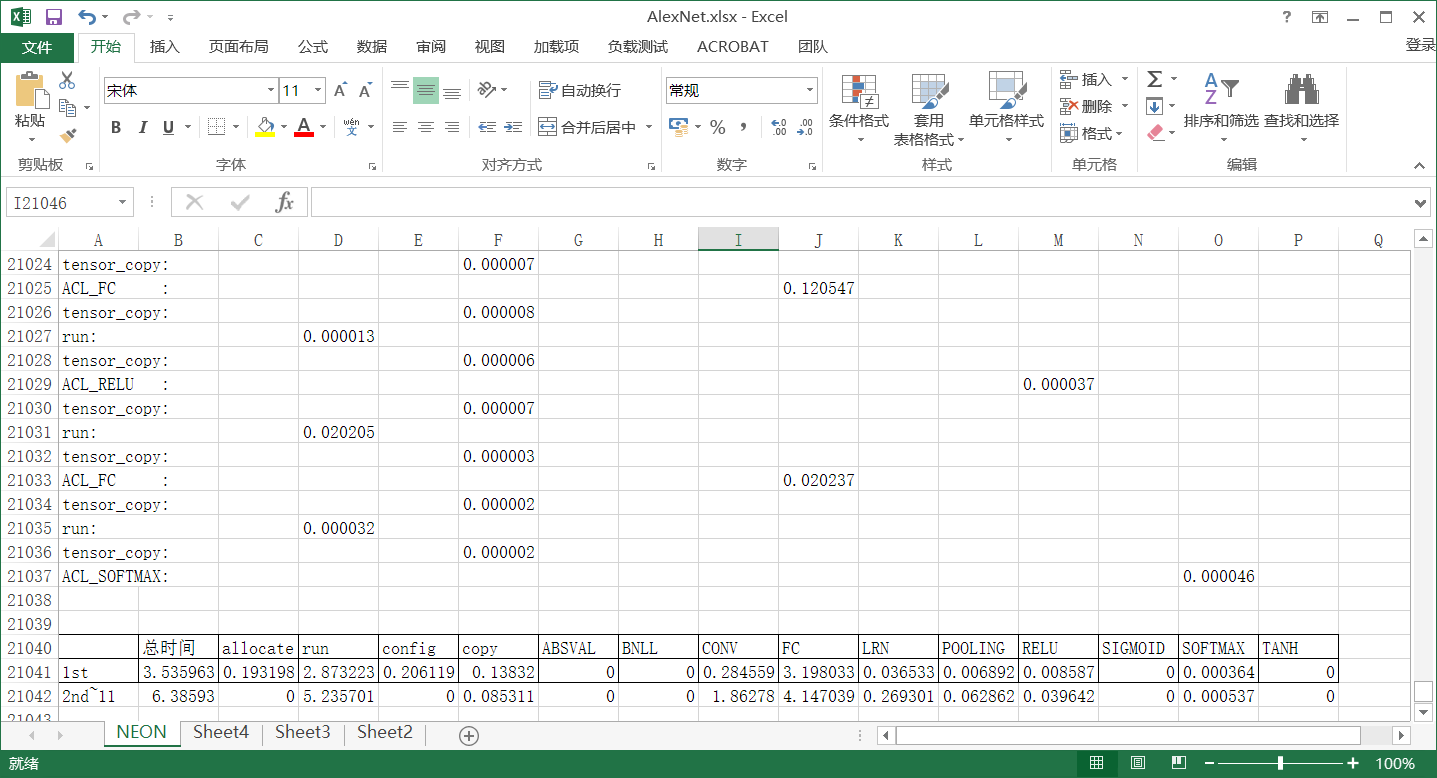 AlexNet.xlsx - Excel
文件 开始 插入 页面布局 公式 数据 审阅 视图 加载项 负载测试 ACROBAT 团队 登录
粘贴
剪贴板
宋体 11
B I U wén 文
字体
自动换行
合并后居中
对齐方式
常规
% ,
数字
条件格式 套用 表格格式 单元格样式
样式
插入
删除
格式
单元格
排序和筛选 查找和选择
编辑
I21046 fx
A B C D E F G H I J K L M N O P Q
21024 tensor_copy: 0.000007
21025 ACL_FC : 0.120547
21026 tensor_copy: 0.000008
21027 run: 0.000013
21028 tensor_copy: 0.000006
21029 ACL_RELU : 0.000037
21030 tensor_copy: 0.000007
21031 run: 0.020205
21032 tensor_copy: 0.000003
21033 ACL_FC : 0.020237
21034 tensor_copy: 0.000002
21035 run: 0.000032
21036 tensor_copy: 0.000002
21037 ACL_SOFTMAX: 0.000046
21038
21039
21040 总时间 allocate run config copy ABSVAL BNLL CONV FC LRN POOLING RELU SIGMOID SOFTMAX TANH
21041 1st 3.535963 0.193198 2.873223 0.206119 0.13832 0 0 0.284559 3.198033 0.036533 0.006892 0.008587 0 0.000364 0
21042 2nd~11 6.38593 0 5.235701 0 0.085311 0 0 1.86278 4.147039 0.269301 0.062862 0.039642 0 0.000537 0
21043
NEON Sheet4 Sheet3 Sheet2
就绪 100%